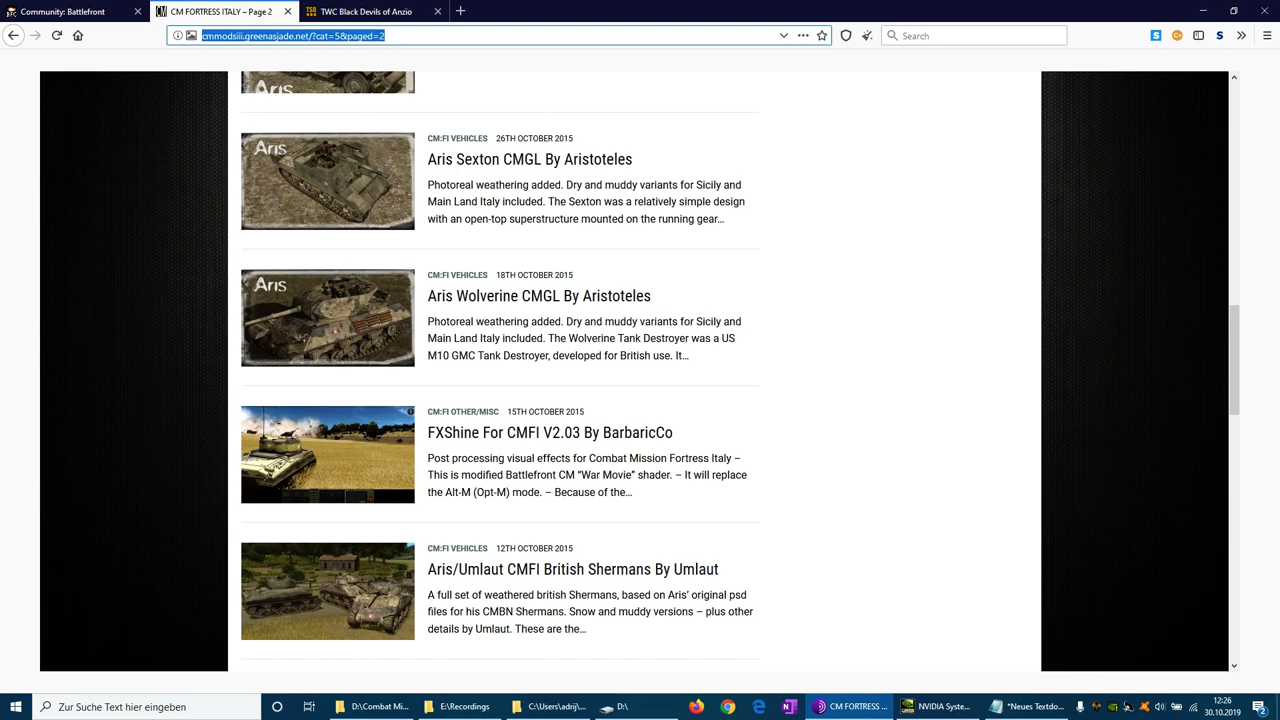 Community: Battlefront
CM FORTRESS ITALY – Page 2
TWC Black Devils of Anzio
cmmodsiii.greenasjade.net/?cat=5&paged=2
Search
Aris
CM:FI VEHICLES 26TH OCTOBER 2015
Aris
Aris Sexton CMGL By Aristoteles
Photoreal weathering added. Dry and muddy variants for Sicily and
Main Land Italy included. The Sexton was a relatively simple design
with an open-top superstructure mounted on the running gear…
CM:FI VEHICLES 18TH OCTOBER 2015
Aris
Aris Wolverine CMGL By Aristoteles
Photoreal weathering added. Dry and muddy variants for Sicily and
Main Land Italy included. The Wolverine Tank Destroyer was a US
M10 GMC Tank Destroyer, developed for British use. It…
CM:FI OTHER/MISC 15TH OCTOBER 2015
FXShine For CMFI V2.03 By BarbaricCo
Post processing visual effects for Combat Mission Fortress Italy –
This is modified Battlefront CM “War Movie” shader. – It will replace
the Alt-M (Opt-M) mode. – Because of the…
CM:FI VEHICLES 12TH OCTOBER 2015
Aris/Umlaut CMFI British Shermans By Umlaut
A full set of weathered british Shermans, based on Aris’ original psd
files for his CMBN Shermans. Snow and muddy versions – plus other
details by Umlaut. These are the…
Zur Suche Text hier eingeben
D:\Combat Mi...
E:\Recordings
C:\Users\adrij,...
D:\
CM FORTRESS ...
NVIDIA System...
*Neues Textdo...
12:26
30.10.2019
2